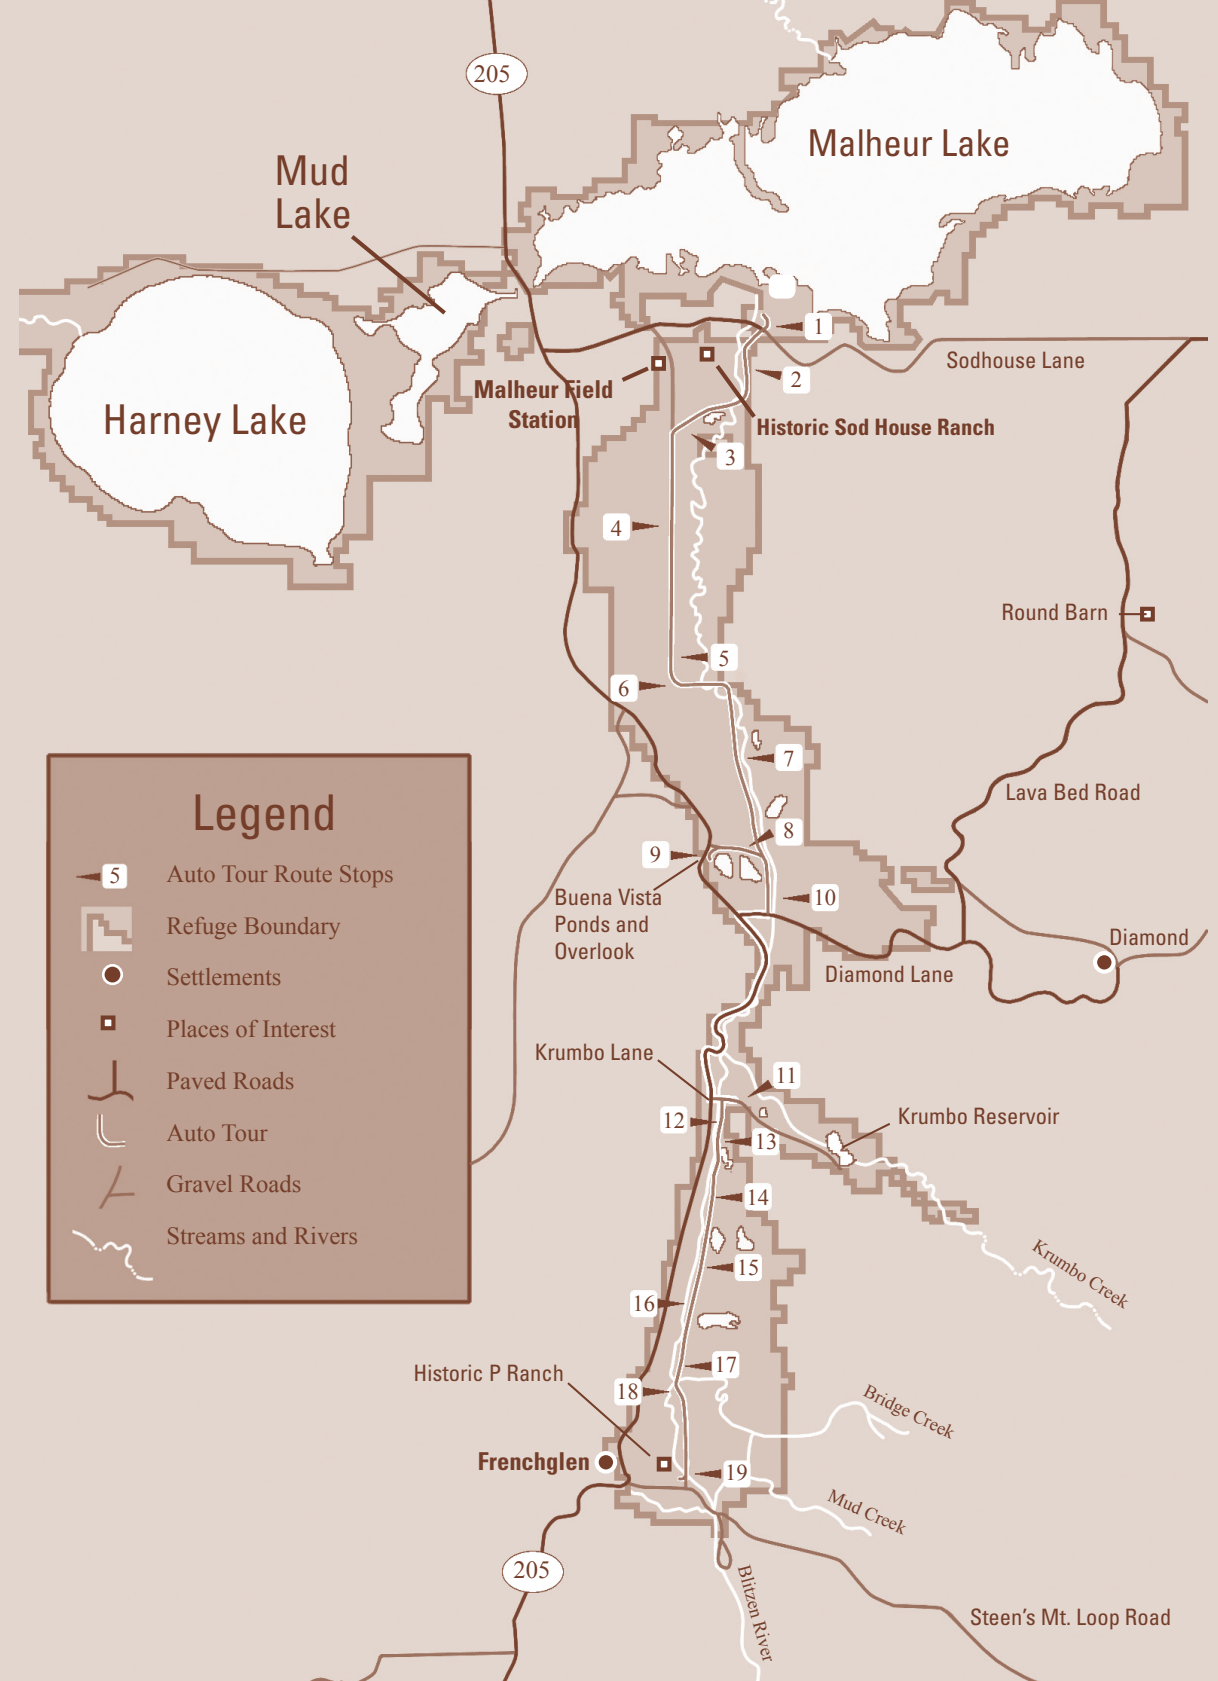 205
Malheur Lake
Mud
Lake
1
Sodhouse Lane
2
Malheur Field
Station
Harney Lake
Historic Sod House Ranch
3
4
Round Barn
5
6
7
Lava Bed Road
8
9
Buena Vista
Ponds and
Overlook
10
Diamond
Diamond Lane
Legend
5 Auto Tour Route Stops
Refuge Boundary
Settlements
Places of Interest
Paved Roads
Auto Tour
Gravel Roads
Streams and Rivers
Krumbo Lane
11
12
Krumbo Reservoir
13
14
Krumbo Creek
15
16
17
Historic P Ranch
18
Bridge Creek
Frenchglen
19
Mud Creek
205
Blitzen River
Steen's Mt. Loop Road